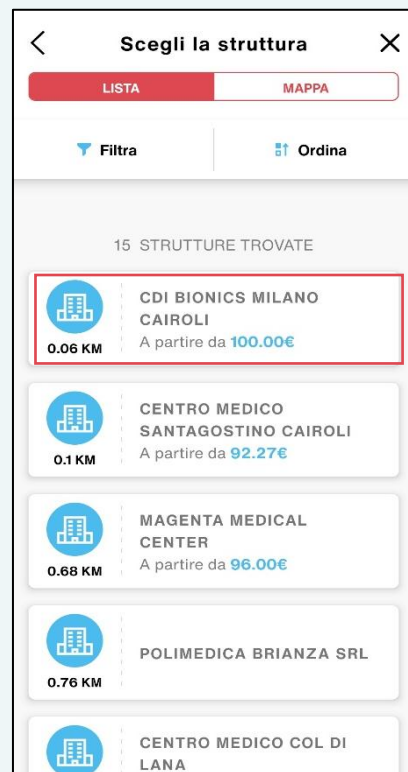 Scegli la struttura
LISTA
MAPPA
Filtra
Ordina
15 STRUTTURE TROVATE
CDI BIONICS MILANO
CAIROLI
A partire da 100.00€
0.06 KM
CENTRO MEDICO
SANTAGOSTINO CAIROLI
A partire da 92.27€
0.1 KM
MAGENTA MEDICAL
CENTER
A partire da 96.00€
0.68 KM
POLIMEDICA BRIANZA SRL
0.76 KM
CENTRO MEDICO COL DI
LANA